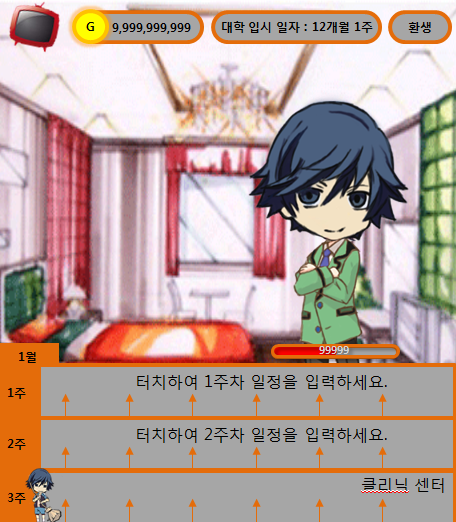 G 9,999,999,999
대학 입시 일자 : 12개월 1주
환생
99999
1월
1주
터치하여 1주차 일정을 입력하세요.
2주
터치하여 2주차 일정을 입력하세요.
3주
클리닉 센터